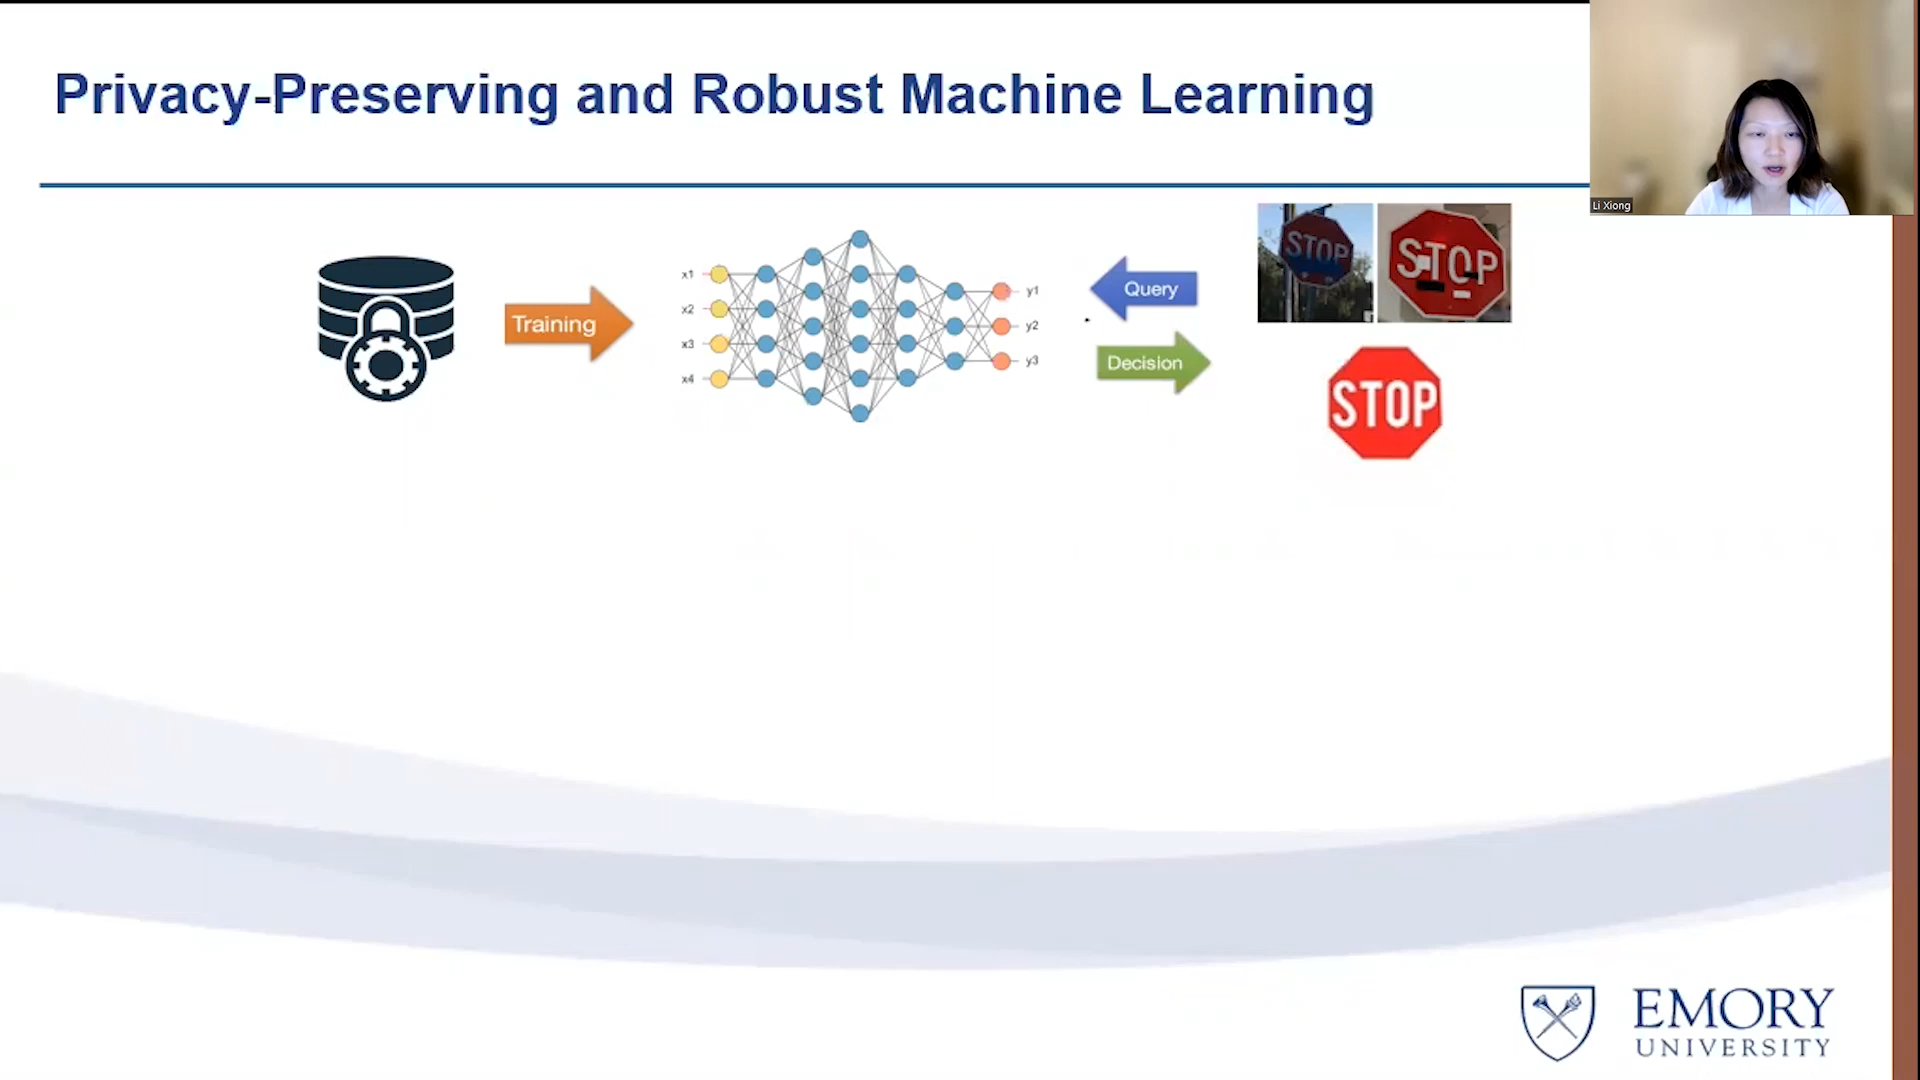 Privacy-Preserving and Robust Machine Learning
Li Xiong
Training
x1
x2
x3
x4
y1
y2
y3
Query
Decision
STOP
STOP
STOP
EMORY
UNIVERSITY